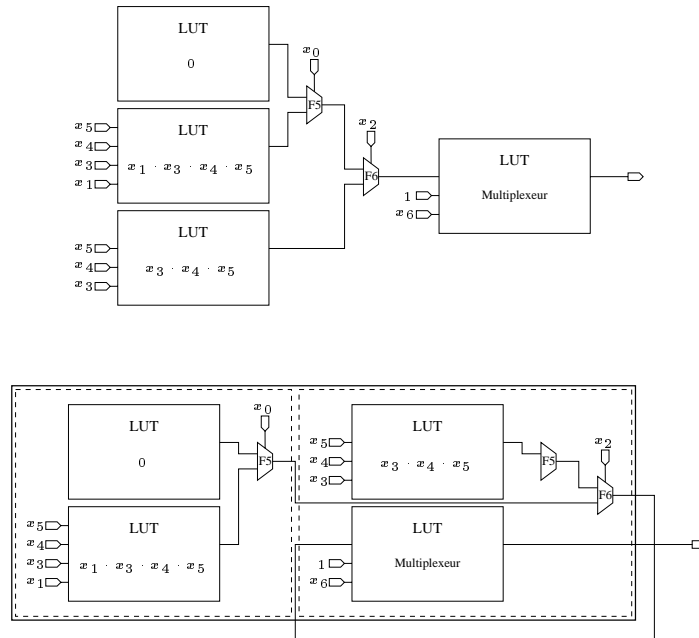 LUT
0
x0
F5
x5
x4
x3
x1
LUT
x1 · x3 · x4 · x5
x2
F6
LUT
Multiplexeur
1
x6
x5
x4
x3
LUT
x3 · x4 · x5
LUT
0
x0
F5
x5
x4
x3
x1
LUT
x1 · x3 · x4 · x5
x5
x4
x3
LUT
x3 · x4 · x5
F5
x2
F6
LUT
Multiplexeur
1
x6